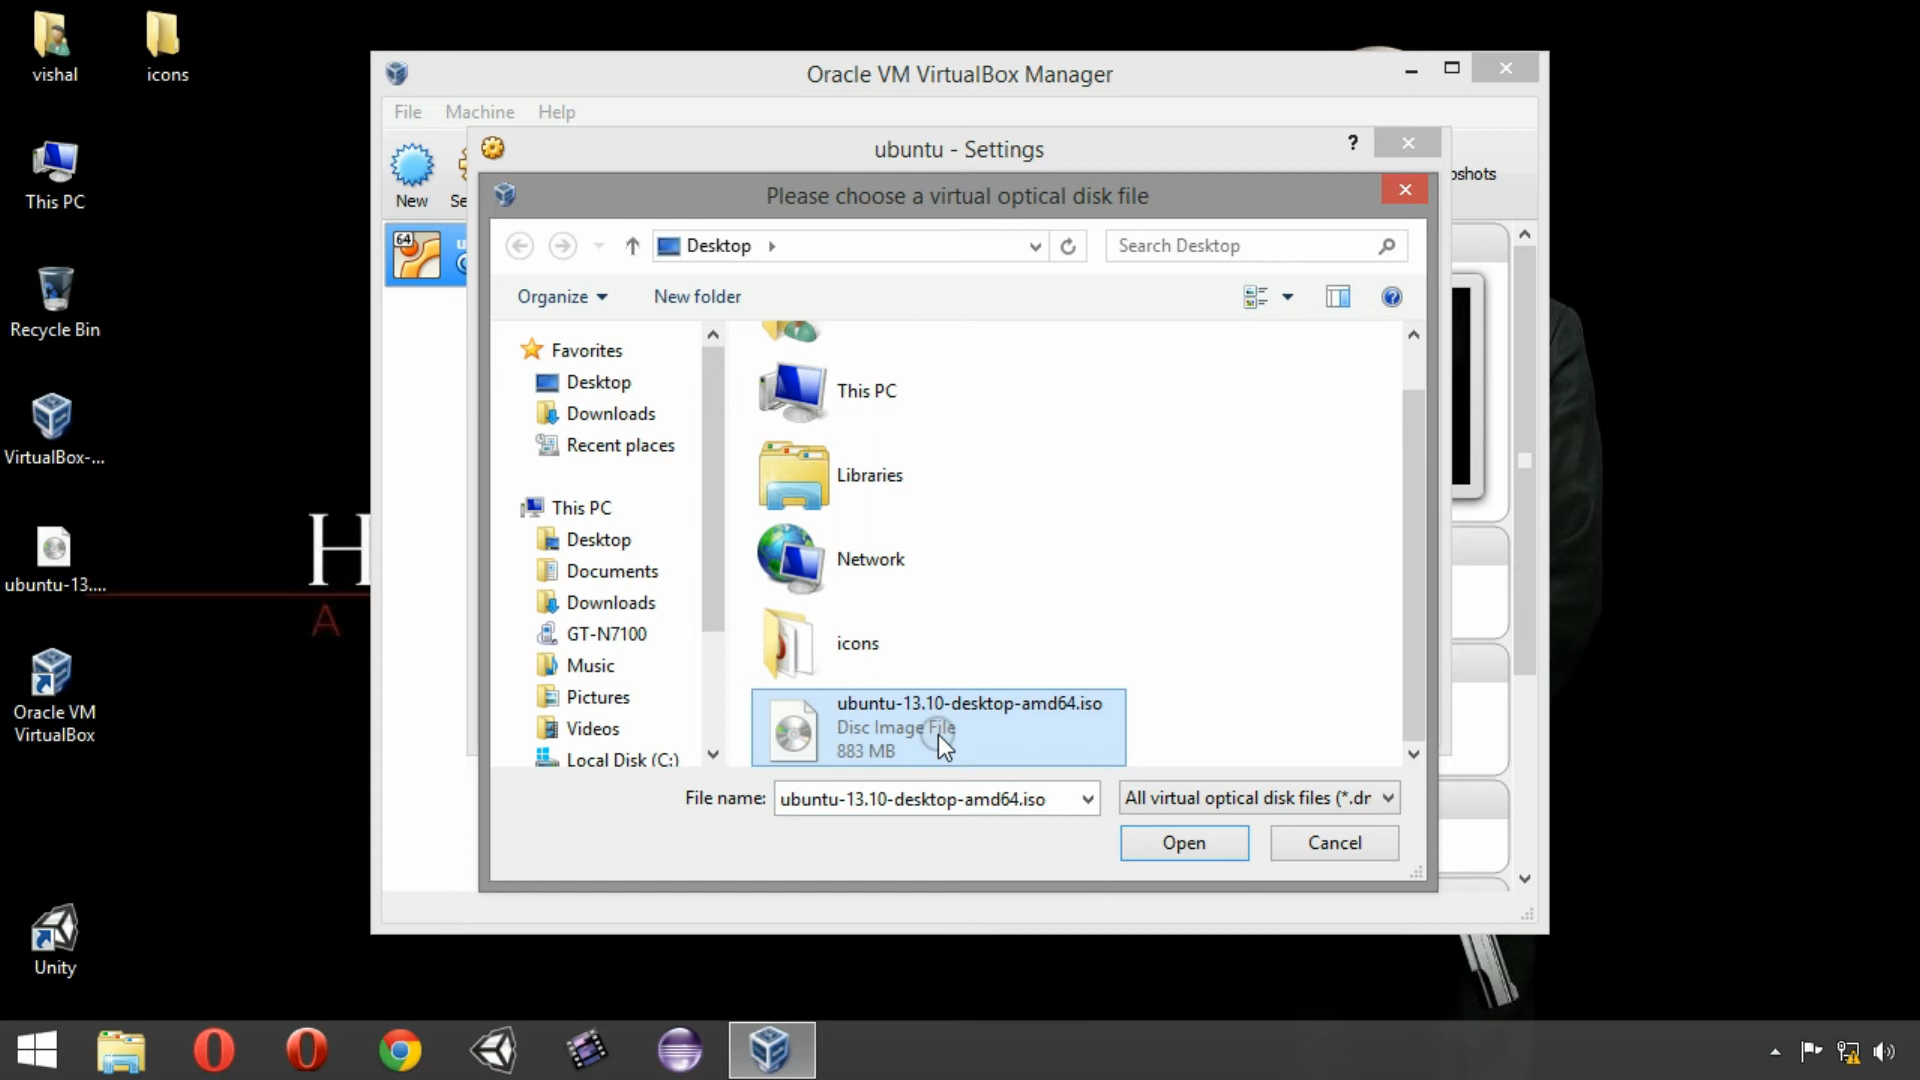 vishal
icons
This PC
Recycle Bin
VirtualBox-...
ubuntu-13....
Oracle VM
VirtualBox
Unity
H
A
Oracle VM VirtualBox Manager
File Machine Help
New
Se
pshots
64
u
ubuntu - Settings
?
Please choose a virtual optical disk file
Desktop
Search Desktop
Organize
New folder
Favorites
Desktop
Downloads
Recent places
This PC
Desktop
Documents
Downloads
GT-N7100
Music
Pictures
Videos
Local Disk (C:)
This PC
Libraries
Network
icons
ubuntu-13.10-desktop-amd64.iso
Disc Image File
883 MB
File name: ubuntu-13.10-desktop-amd64.iso
All virtual optical disk files (*.dr
Open
Cancel